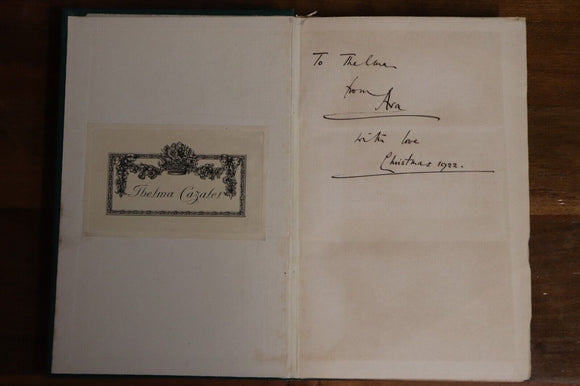 Thelma Cazalet
To Thelma
from
Ava
with love
Christmas 1922.